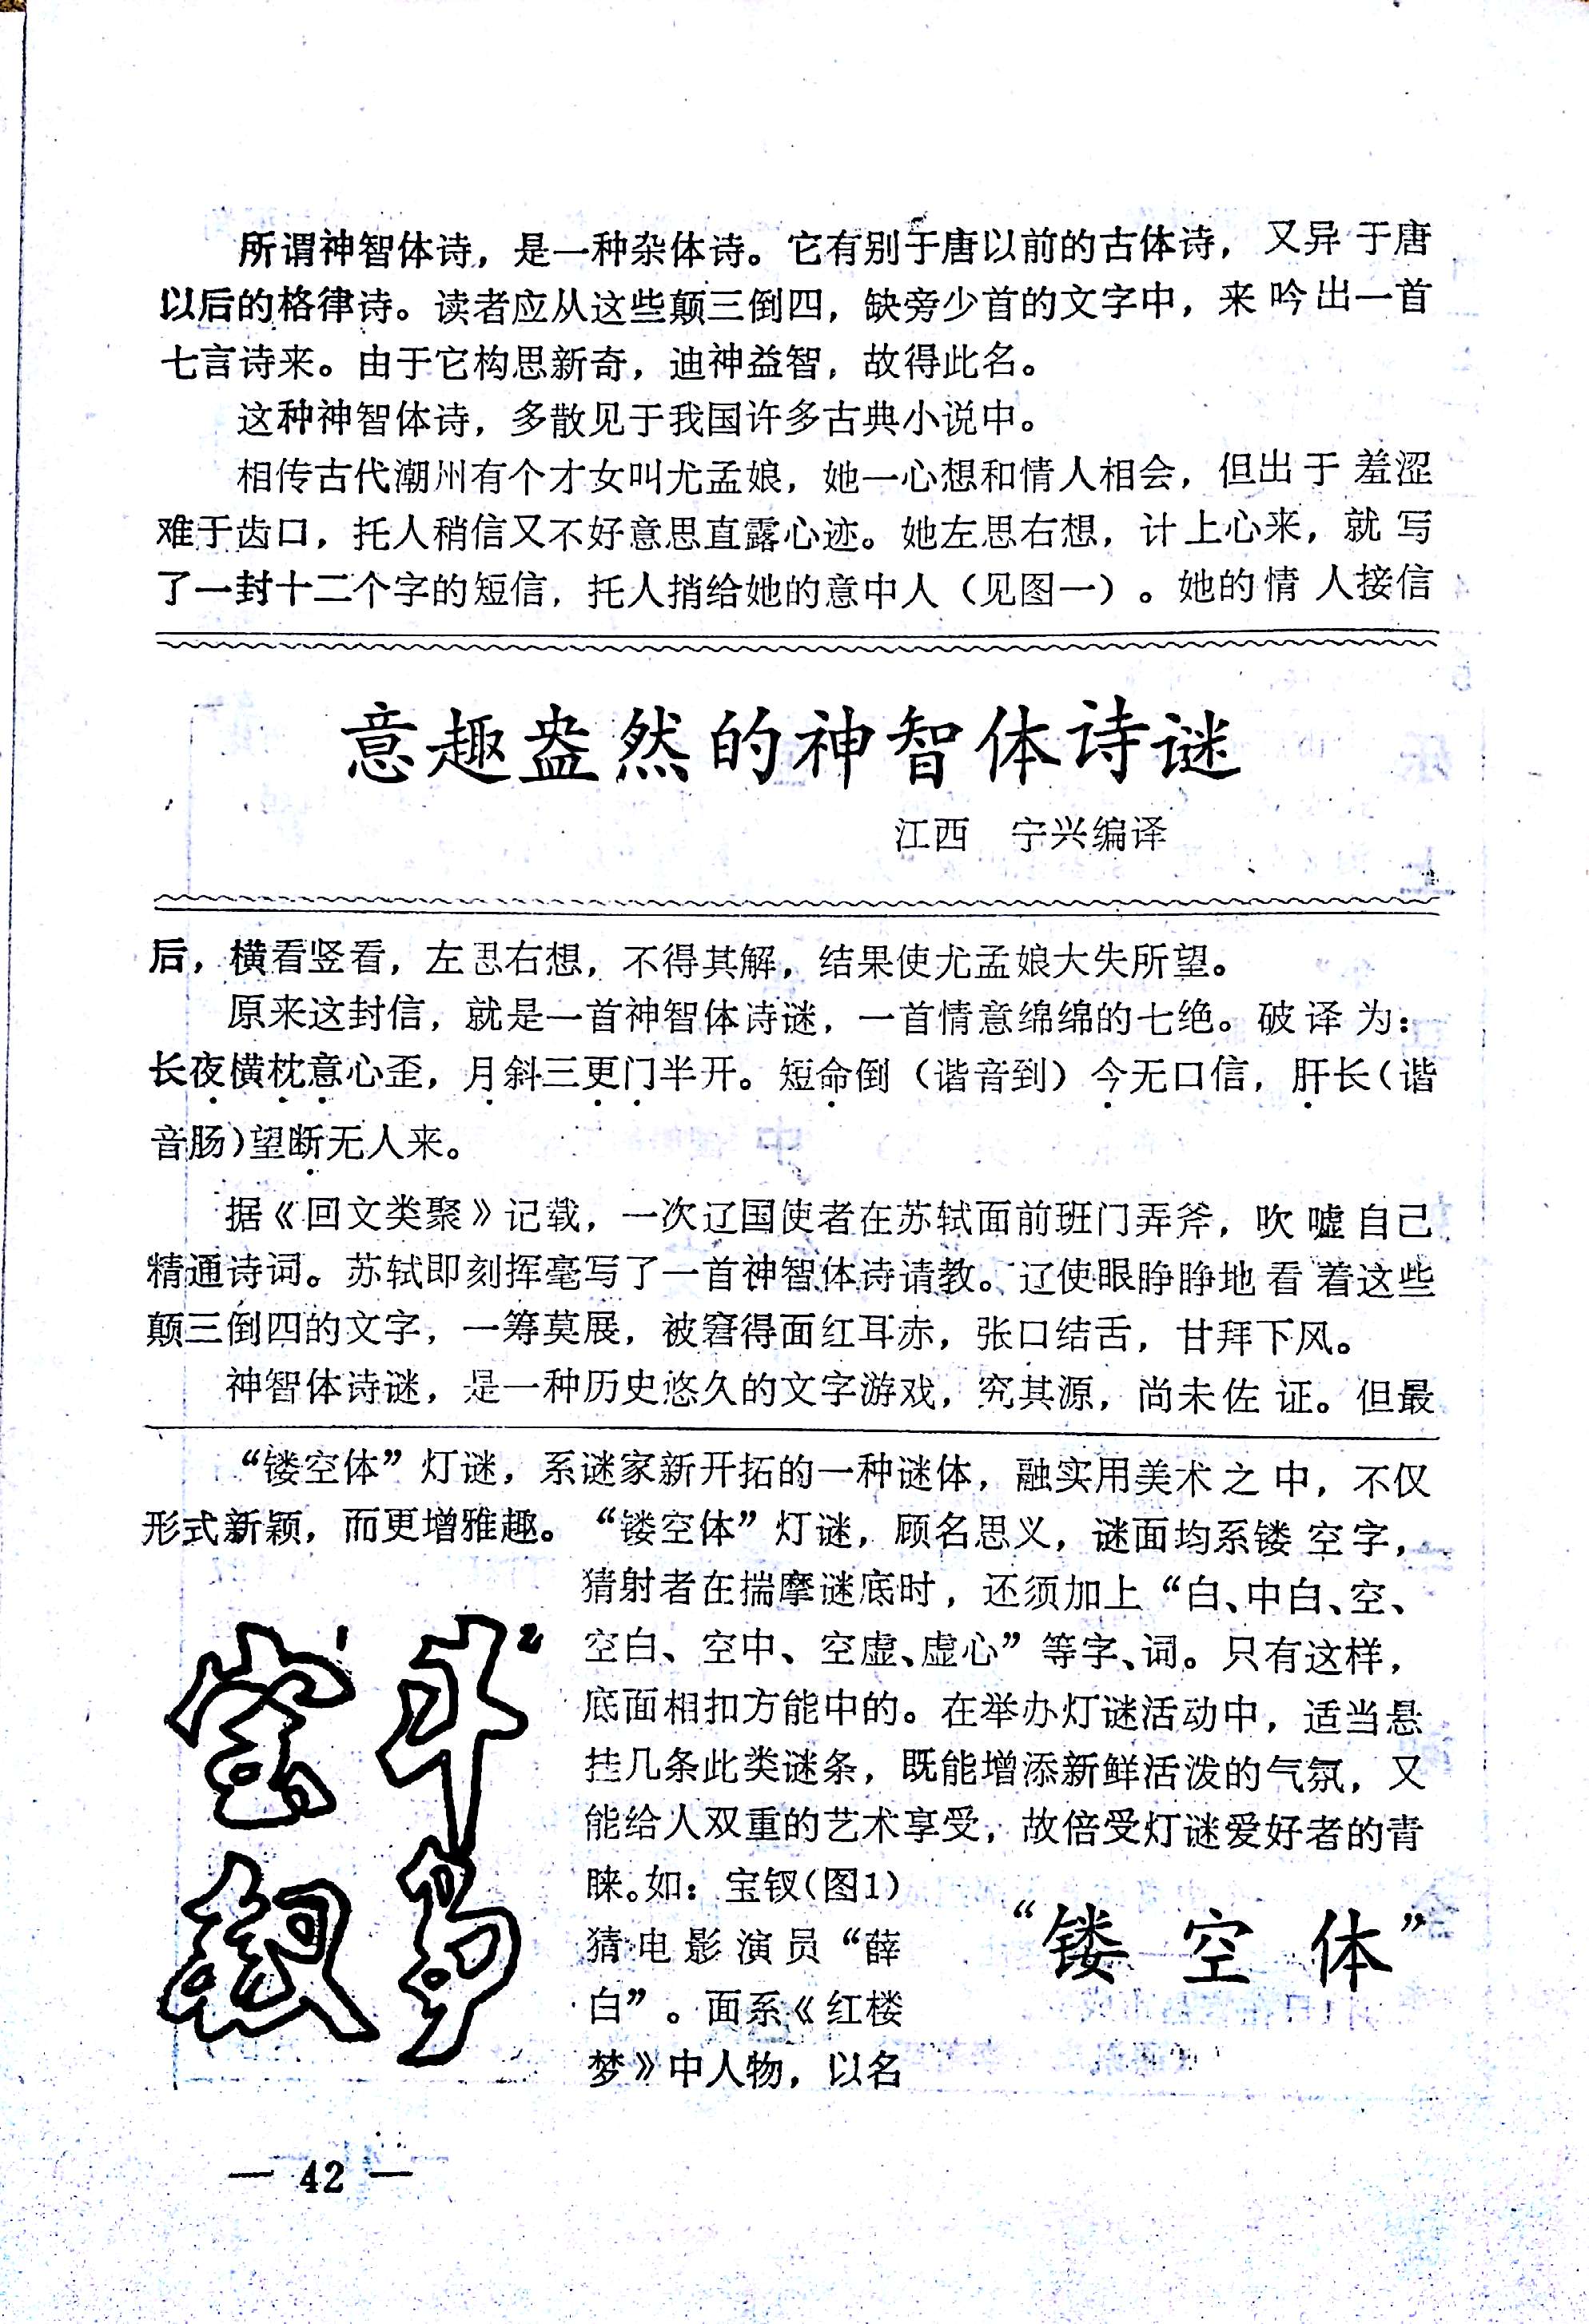 所谓神智体诗，是一种杂体诗。它有别于唐以前的古体诗，又异于唐
以后的格律诗。读者应从这些颠三倒四，缺旁少首的文字中，来吟出一首
七言诗来。由于它构思新奇，迪神益智，故得此名。
这种神智体诗，多散见于我国许多古典小说中。
相传古代潮州有个才女叫尤孟娘，她一心想和情人相会，但出于羞涩
难于齿口，托人稍信又不好意思直露心迹。她左思右想，计上心来，就写
了一封十二个字的短信，托人捎给她的意中人（见图一）。她的情人接信
意趣盎然的神智体诗谜
江西 宁兴编译
后，横看竖看，左思右想，不得其解，结果使尤孟娘大失所望。
原来这封信，就是一首神智体诗谜，一首情意绵绵的七绝。破译为：
长夜横枕意心歪，月斜三更门半开。短命倒（谐音到）今无口信，肝长（谐
音肠）望断无人来。
据《回文类聚》记载，一次辽国使者在苏轼面前班门弄斧，吹嘘自己
精通诗词。苏轼即刻挥毫写了一首神智体诗请教。辽使眼睁睁地看着这些
颠三倒四的文字，一筹莫展，被窘得面红耳赤，张口结舌，甘拜下风。
神智体诗谜，是一种历史悠久的文字游戏，究其源，尚未佐证。但最
“镂空体”灯谜，系谜家新开拓的一种谜体，融实用美术之中，不仅
形式新颖，而更增雅趣。“镂空体”灯谜，顾名思义，谜面均系镂空字，
猜射者在揣摩谜底时，还须加上“白、中白、空、
空白、空中、空虚、虚心”等字、词。只有这样，
底面相扣方能中的。在举办灯谜活动中，适当悬
挂几条此类谜条，既能增添新鲜活泼的气氛，又
能给人双重的艺术享受，故倍受灯谜爱好者的青
睐。如：宝钗（图1）
猜电影演员“薛
白”。面系《红楼
梦》中人物，以名
“镂空体”
宝 1 斗 2
钗
— 42 —